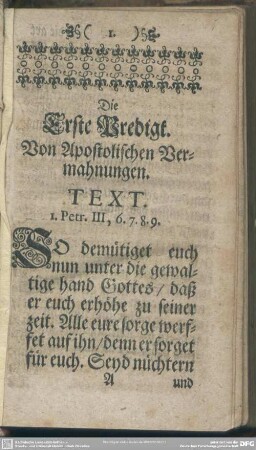 ( 1. )
Die
Erste Predigt.
Von Apostolischen Ver-
mahnungen.
TEXT.
1. Petr. III, 6. 7. 8. 9.
SO demütiget euch
nun unter die gewal-
tige hand Gottes / daß
er euch erhöhe zu seiner
zeit. Alle eure sorge werf-
fet auf ihn / denn er sorget
für euch. Seyd nüchtern
A und